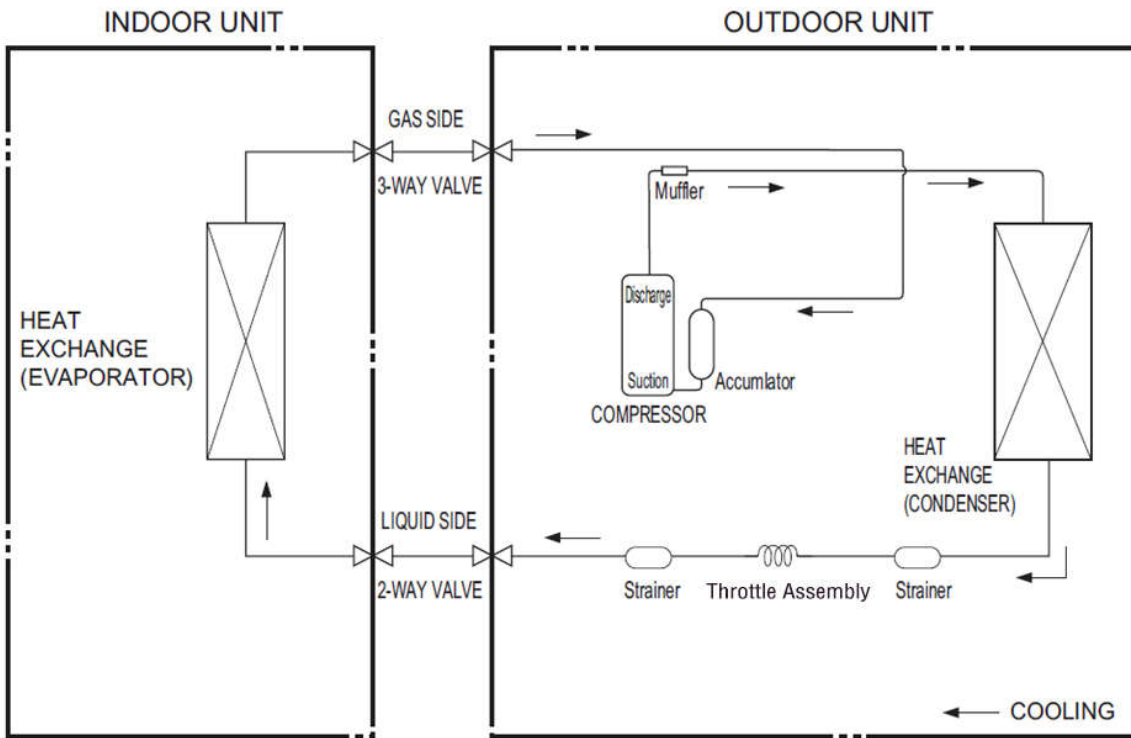 INDOOR UNIT
OUTDOOR UNIT
GAS SIDE
3-WAY VALVE
Muffler
Discharge
Suction
Accumlator
COMPRESSOR
HEAT
EXCHANGE
(EVAPORATOR)
HEAT
EXCHANGE
(CONDENSER)
LIQUID SIDE
2-WAY VALVE
Strainer
Throttle Assembly
Strainer
COOLING